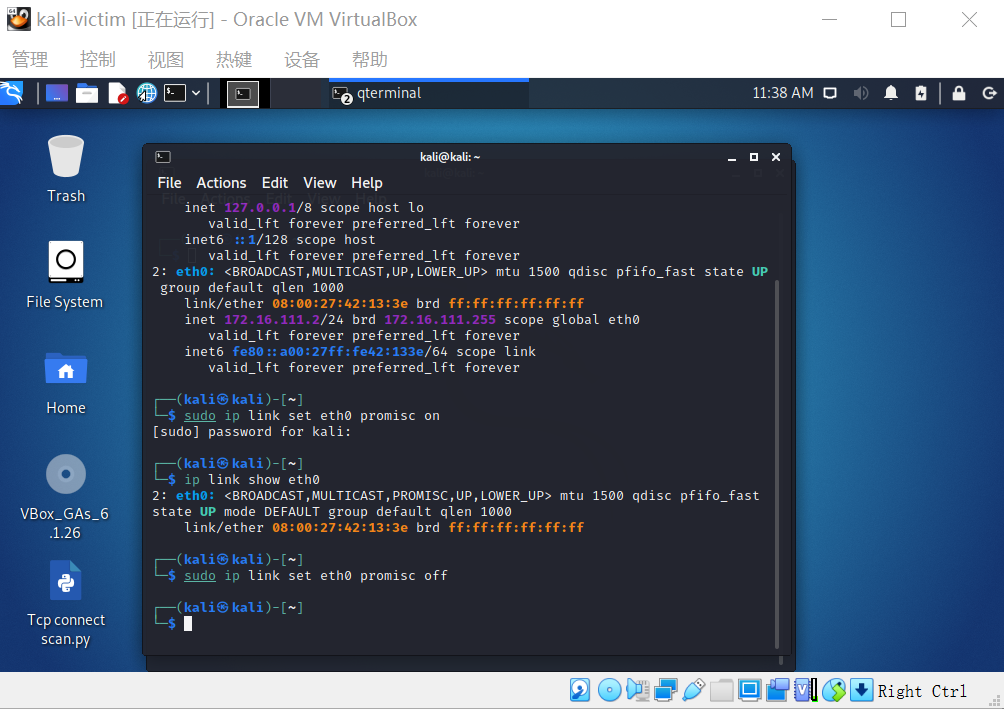 kali-victim [正在运行] - Oracle VM VirtualBox
管理 控制 视图 热键 设备 帮助
2 qterminal 11:38 AM
Trash
File System
Home
VBox_GAs_6
.1.26
Tcp connect
scan.py
kali@kali: ~
File Actions Edit View Help
inet 127.0.0.1/8 scope host lo
valid_lft forever preferred_lft forever
inet6 ::1/128 scope host
valid_lft forever preferred_lft forever
2: eth0: <BROADCAST,MULTICAST,UP,LOWER_UP> mtu 1500 qdisc pfifo_fast state UP
group default qlen 1000
link/ether 08:00:27:42:13:3e brd ff:ff:ff:ff:ff:ff
inet 172.16.111.2/24 brd 172.16.111.255 scope global eth0
valid_lft forever preferred_lft forever
inet6 fe80::a00:27ff:fe42:133e/64 scope link
valid_lft forever preferred_lft forever
┌──(kali㉿kali)-[~]
└─$ sudo ip link set eth0 promisc on
[sudo] password for kali:
┌──(kali㉿kali)-[~]
└─$ ip link show eth0
2: eth0: <BROADCAST,MULTICAST,PROMISC,UP,LOWER_UP> mtu 1500 qdisc pfifo_fast
state UP mode DEFAULT group default qlen 1000
link/ether 08:00:27:42:13:3e brd ff:ff:ff:ff:ff:ff
┌──(kali㉿kali)-[~]
└─$ sudo ip link set eth0 promisc off
┌──(kali㉿kali)-[~]
└─$
Right Ctrl